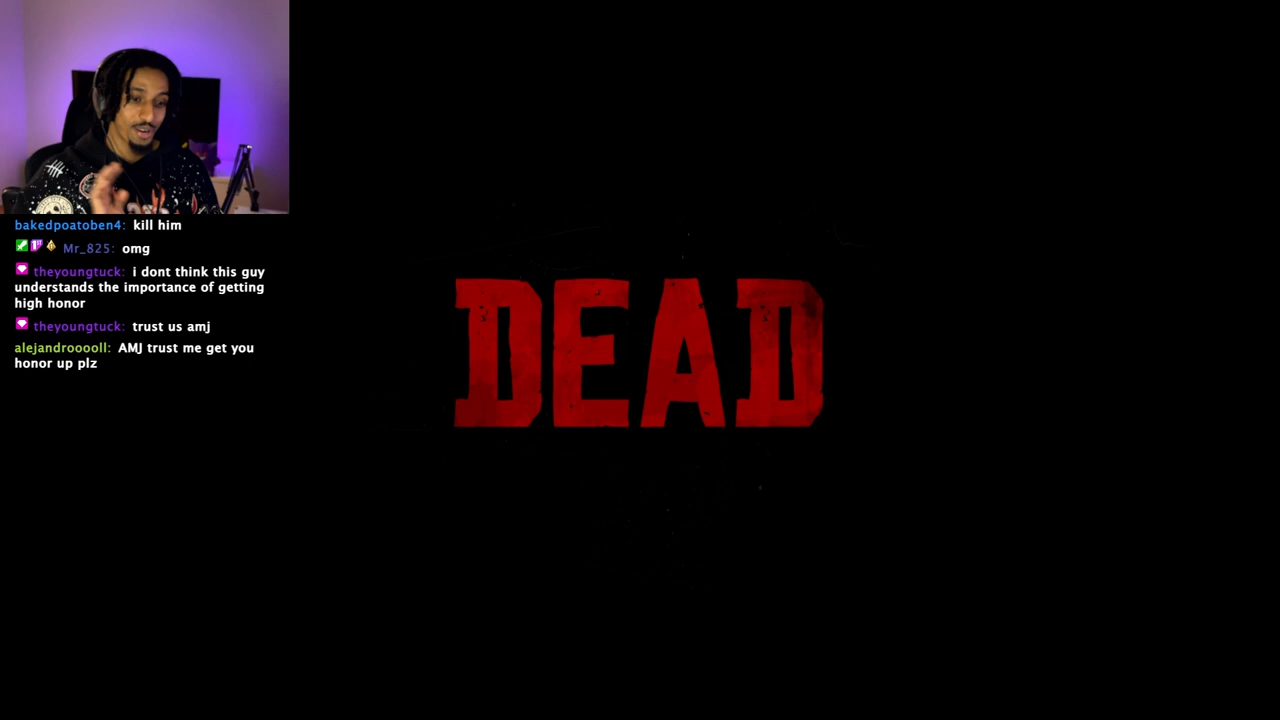 bakedpoatoben4: kill him
Mr_825: omg
theyoungtuck: i dont think this guy
understands the importance of getting
high honor
theyoungtuck: trust us amj
alejandrooooll: AMJ trust me get you
honor up plz
DEAD